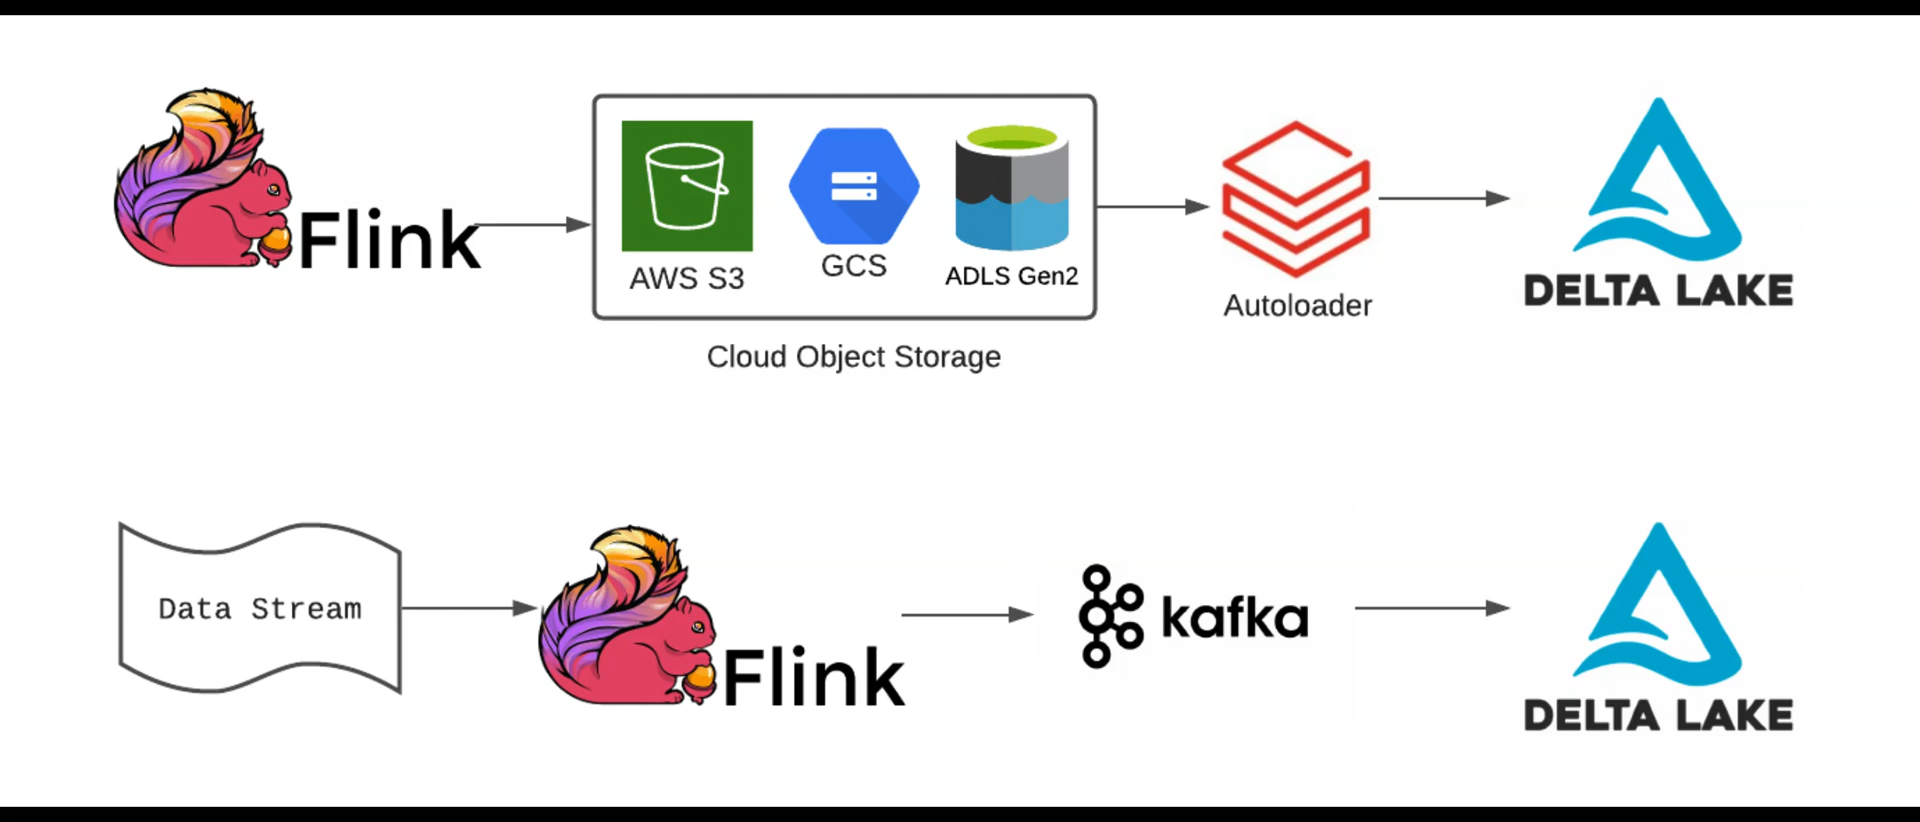 Flink
AWS S3
GCS
ADLS Gen2
Cloud Object Storage
Autoloader
DELTA LAKE
Data Stream
Flink
kafka
DELTA LAKE